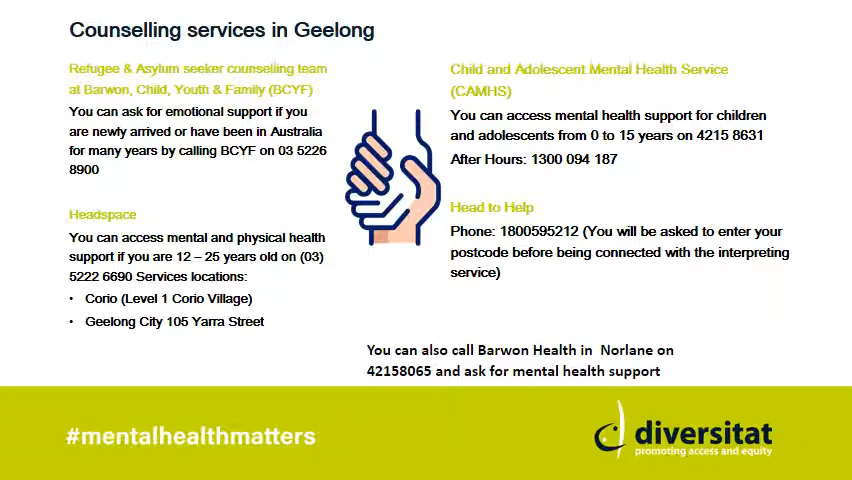 Counselling services in Geelong
Refugee & Asylum seeker counselling team
at Barwon, Child, Youth & Family (BCYF)
You can ask for emotional support if you
are newly arrived or have been in Australia
for many years by calling BCYF on 03 5226
8900
Headspace
You can access mental and physical health
support if you are 12 – 25 years old on (03)
5222 6690 Services locations:
• Corio (Level 1 Corio Village)
• Geelong City 105 Yarra Street
Child and Adolescent Mental Health Service
(CAMHS)
You can access mental health support for children
and adolescents from 0 to 15 years on 4215 8631
After Hours: 1300 094 187
Head to Help
Phone: 1800595212 (You will be asked to enter your
postcode before being connected with the interpreting
service)
You can also call Barwon Health in Norlane on
42158065 and ask for mental health support
#mentalhealthmatters
diversitat
promoting access and equity